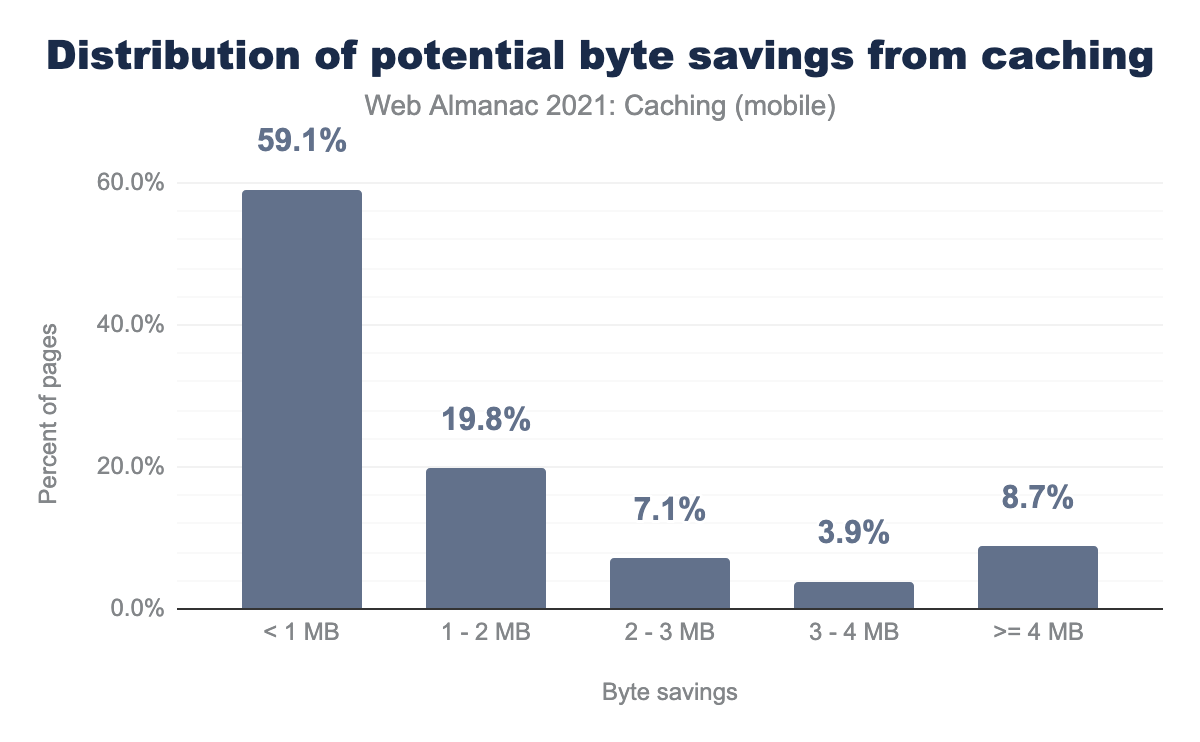 Distribution of potential byte savings from caching
Web Almanac 2021: Caching (mobile)
59.1%
60.0%
40.0%
19.8%
20.0%
8.7%
7.1%
3.9%
0.0%
Percent of pages
< 1 MB
1 - 2 MB
2 - 3 MB
3 - 4 MB
>= 4 MB
Byte savings